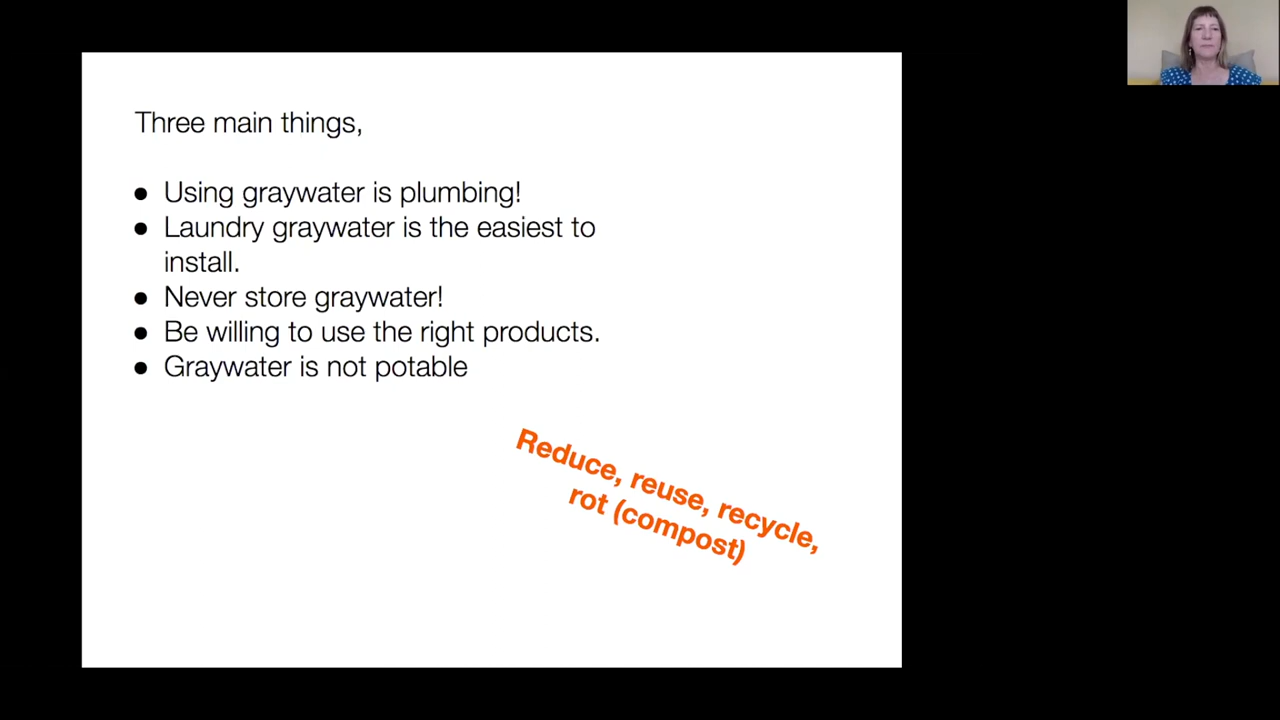 Three main things,
● Using graywater is plumbing!
● Laundry graywater is the easiest to
install.
● Never store graywater!
● Be willing to use the right products.
● Graywater is not potable
Reduce, reuse, recycle,
rot (compost)